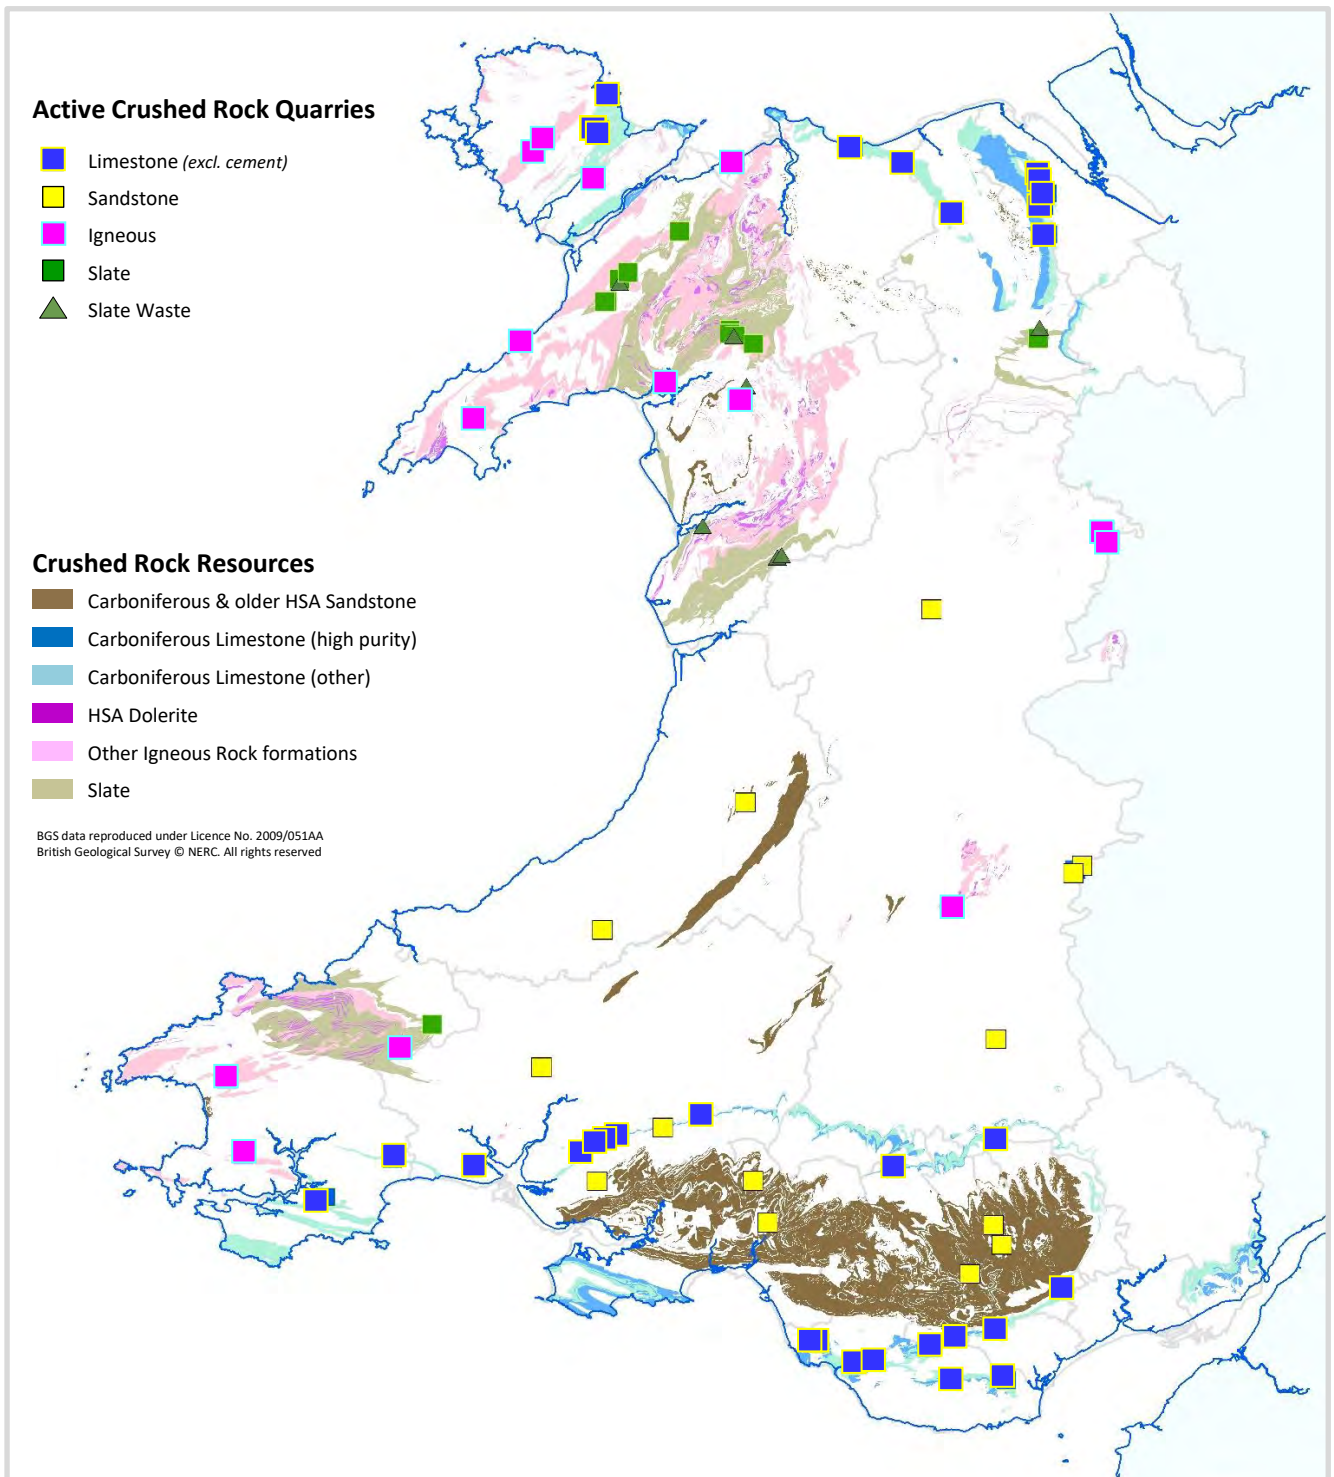 Active Crushed Rock Quarries
Limestone (excl. cement)
Sandstone
Igneous
Slate
Slate Waste
Crushed Rock Resources
Carboniferous & older HSA Sandstone
Carboniferous Limestone (high purity)
Carboniferous Limestone (other)
HSA Dolerite
Other Igneous Rock formations
Slate
BGS data reproduced under Licence No. 2009/051AA
British Geological Survey © NERC. All rights reserved